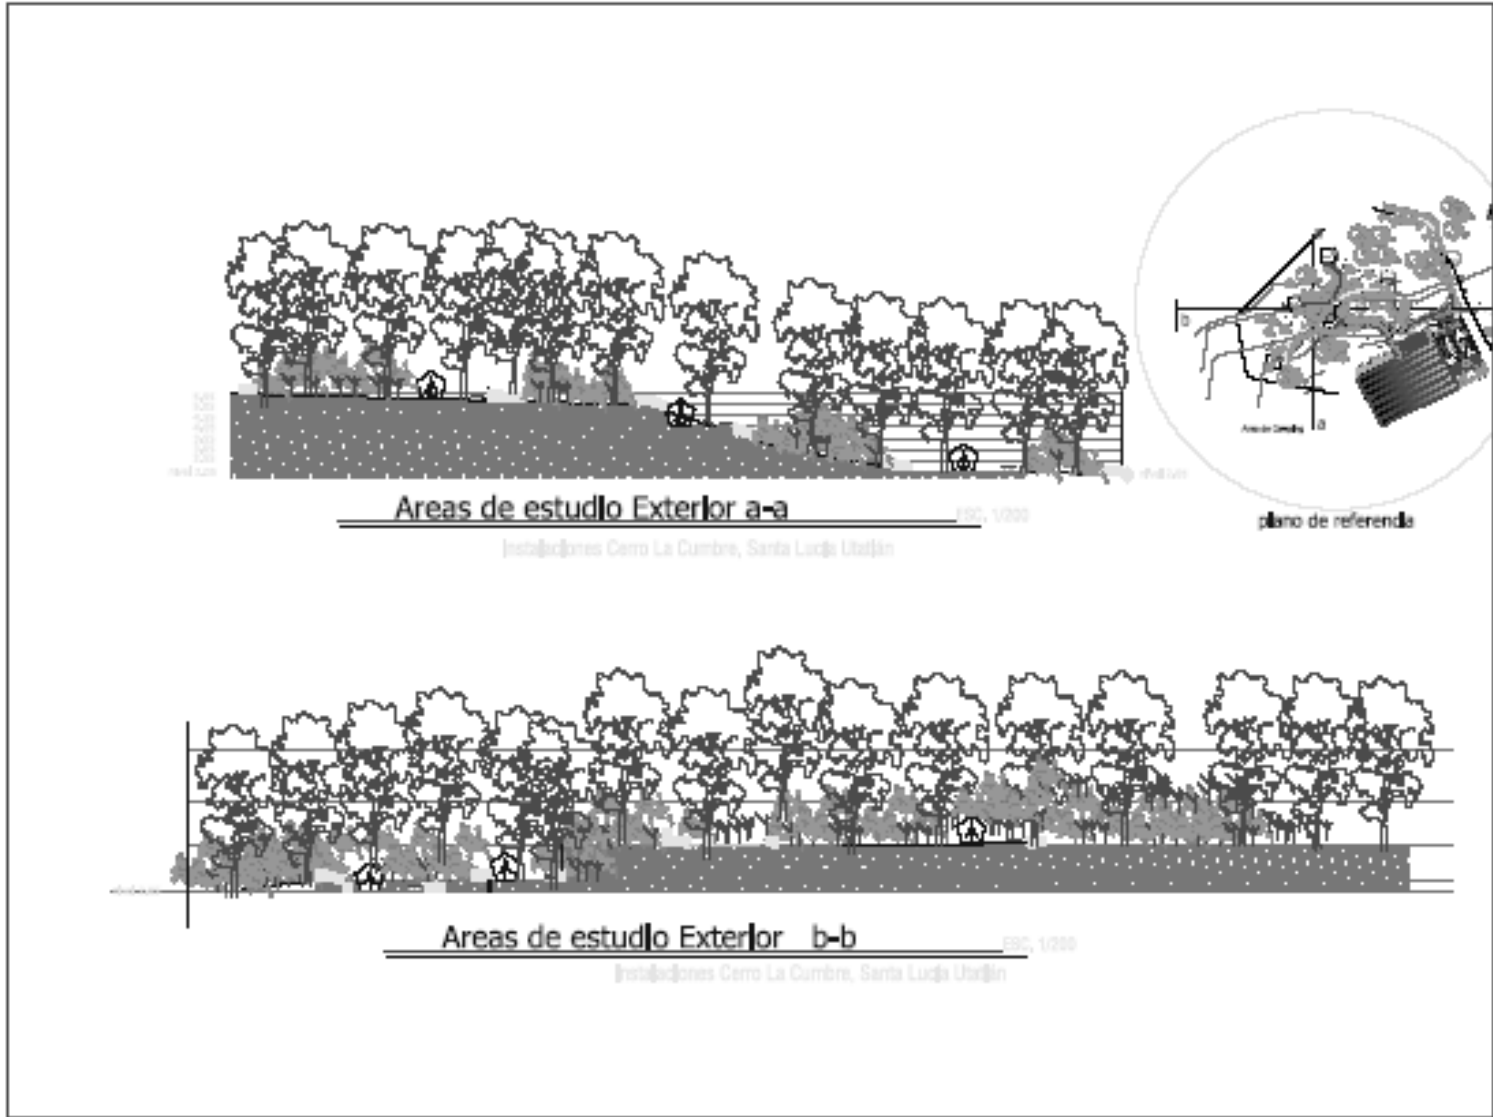 Areas de estudio Exterior a-a
ESC, 1/200
Instalaciones Cerro La Cumbre, Santa Lucia Utatlán
plano de referencia
Areas de estudio Exterior b-b
ESC, 1/200
Instalaciones Cerro La Cumbre, Santa Lucia Utatlán